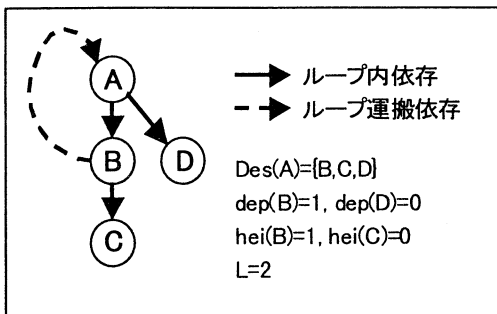 A
B
D
C
ループ内依存
ループ運搬依存
Des(A)={B,C,D}
dep(B)=1, dep(D)=0
hei(B)=1, hei(C)=0
L=2